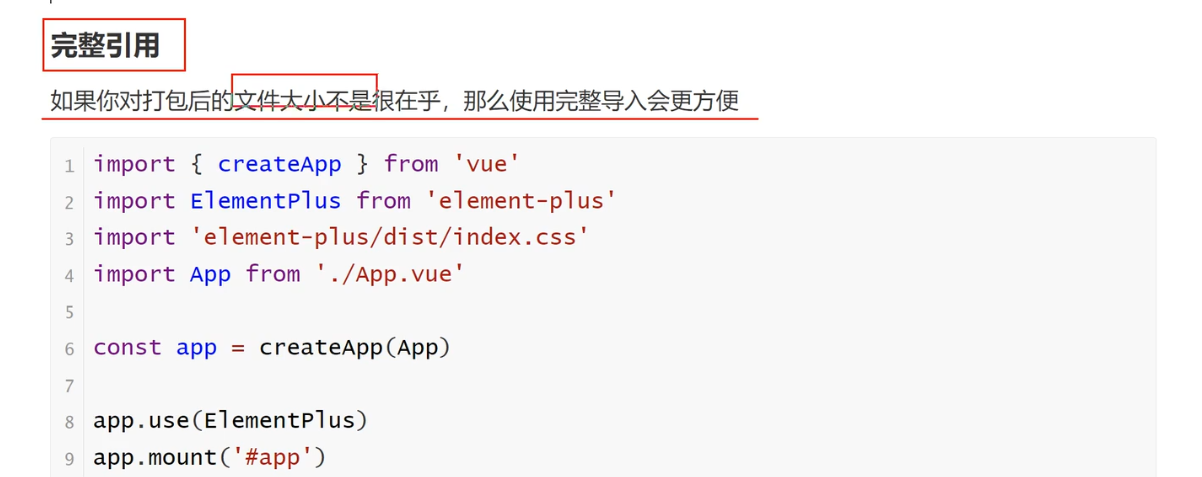 完整引用
如果你对打包后的文件大小不是很在乎，那么使用完整导入会更方便
1 import { createApp } from 'vue'
2 import ElementPlus from 'element-plus'
3 import 'element-plus/dist/index.css'
4 import App from './App.vue'
5
6 const app = createApp(App)
7
8 app.use(ElementPlus)
9 app.mount('#app')